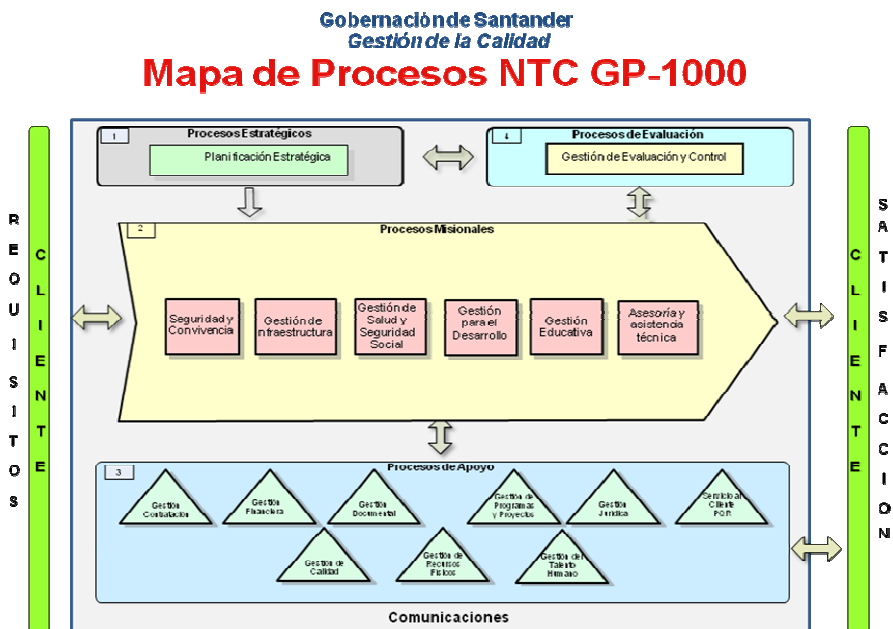 Gobernación de Santander
Gestión de la Calidad
Mapa de Procesos NTC GP-1000
REQUISITOS
CLIENTE
1
Procesos Estratégicos
Planificación Estratégica
4
Procesos de Evaluación
Gestión de Evaluación y Control
2
Procesos Misionales
Seguridad y
Convivencia
Gestión de
Infraestructura
Gestión de
Salud y
Seguridad
Social
Gestión
para el
Desarrollo
Gestión
Educativa
Asesoría y
asistencia
técnica
3
Procesos de Apoyo
Gestión
Contratación
Gestión
Financiera
Gestión
Documental
Gestión de
Programas
y Proyectos
Gestión
Jurídica
Servicio al
Cliente
PQR
Gestión de
Calidad
Gestión de
Recursos
Físicos
Gestión del
Talento
Humano
Comunicaciones
CLIENTE
SATISFACCION